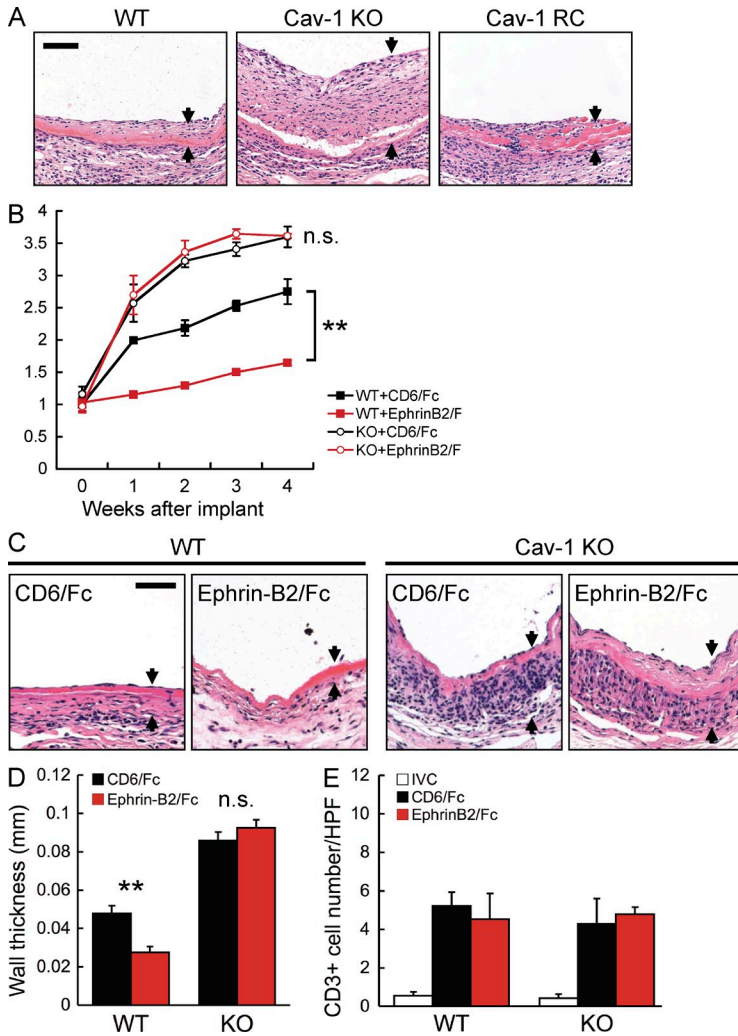 A
WT
Cav-1 KO
Cav-1 RC
B
4
3.5
3
2.5
2
1.5
1
0.5
0
n.s.
**
WT+CD6/Fc
WT+EphrinB2/F
KO+CD6/Fc
KO+EphrinB2/F
0 1 2 3 4
Weeks after implant
C
WT
Cav-1 KO
CD6/Fc
Ephrin-B2/Fc
CD6/Fc
Ephrin-B2/Fc
D
Wall thickness (mm)
0.12
0.1
0.08
0.06
0.04
0.02
0
CD6/Fc
Ephrin-B2/Fc
n.s.
**
WT KO
E
CD3+ cell number/HPF
12
10
8
6
4
2
0
IVC
CD6/Fc
EphrinB2/Fc
WT KO